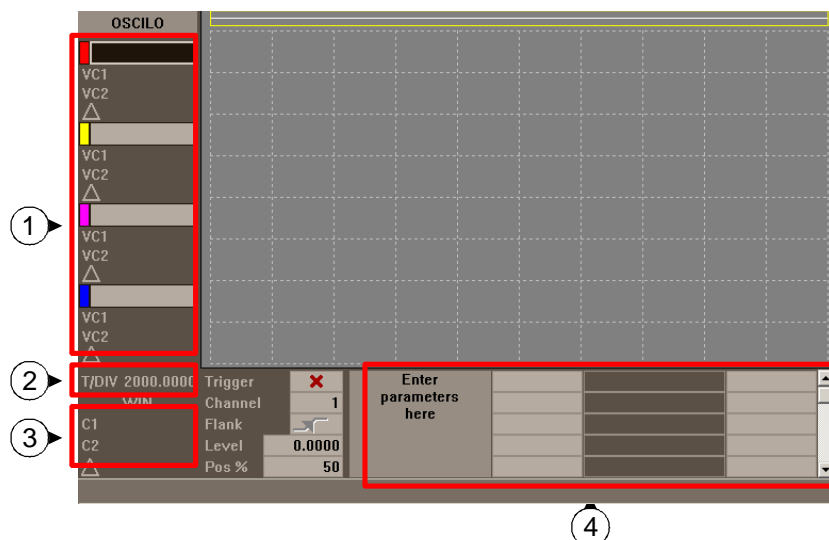 OSCILO
VC1
VC2
△
VC1
VC2
△
VC1
VC2
△
VC1
VC2
△
1
2
3
T/DIV 2000.0000
WIN
C1
C2
△
Trigger
Channel 1
Flank
Level 0.0000
Pos % 50
Enter
parameters
here
4